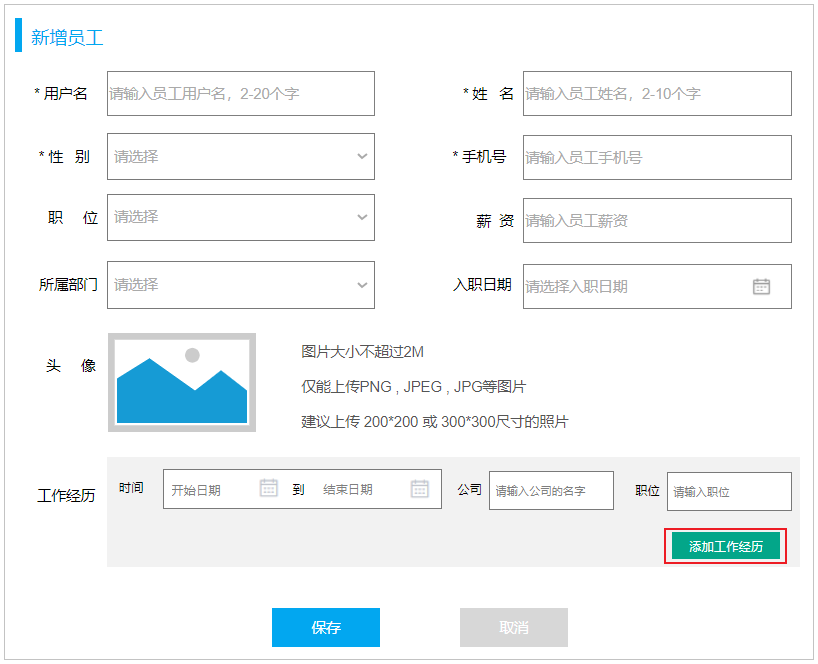 新增员工
* 用户名 请输入员工用户名，2-20个字 * 姓 名 请输入员工姓名，2-10个字
* 性 别 请选择 * 手机号 请输入员工手机号
职 位 请选择 薪 资 请输入员工薪资
所属部门 请选择 入职日期 请选择入职日期
图片大小不超过2M
头 像
仅能上传PNG , JPEG , JPG等图片
建议上传 200*200 或 300*300尺寸的照片
工作经历 时间 开始日期 到 结束日期 公司 请输入公司的名字 职位 请输入职位
添加工作经历
保存 取消